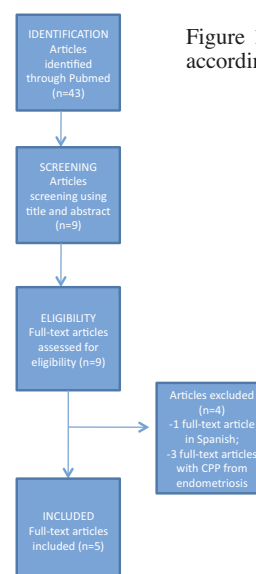 IDENTIFICATION
Articles
identified
through Pubmed
(n=43)
Figure
accordin
SCREENING
Articles
screening using
title and abstract
(n=9)
ELIGIBILITY
Full-text articles
assessed for
eligibility (n=9)
Articles excluded
(n=4)
-1 full-text article
in Spanish;
-3 full-text articles
with CPP from
endometriosis
INCLUDED
Full-text articles
included (n=5)